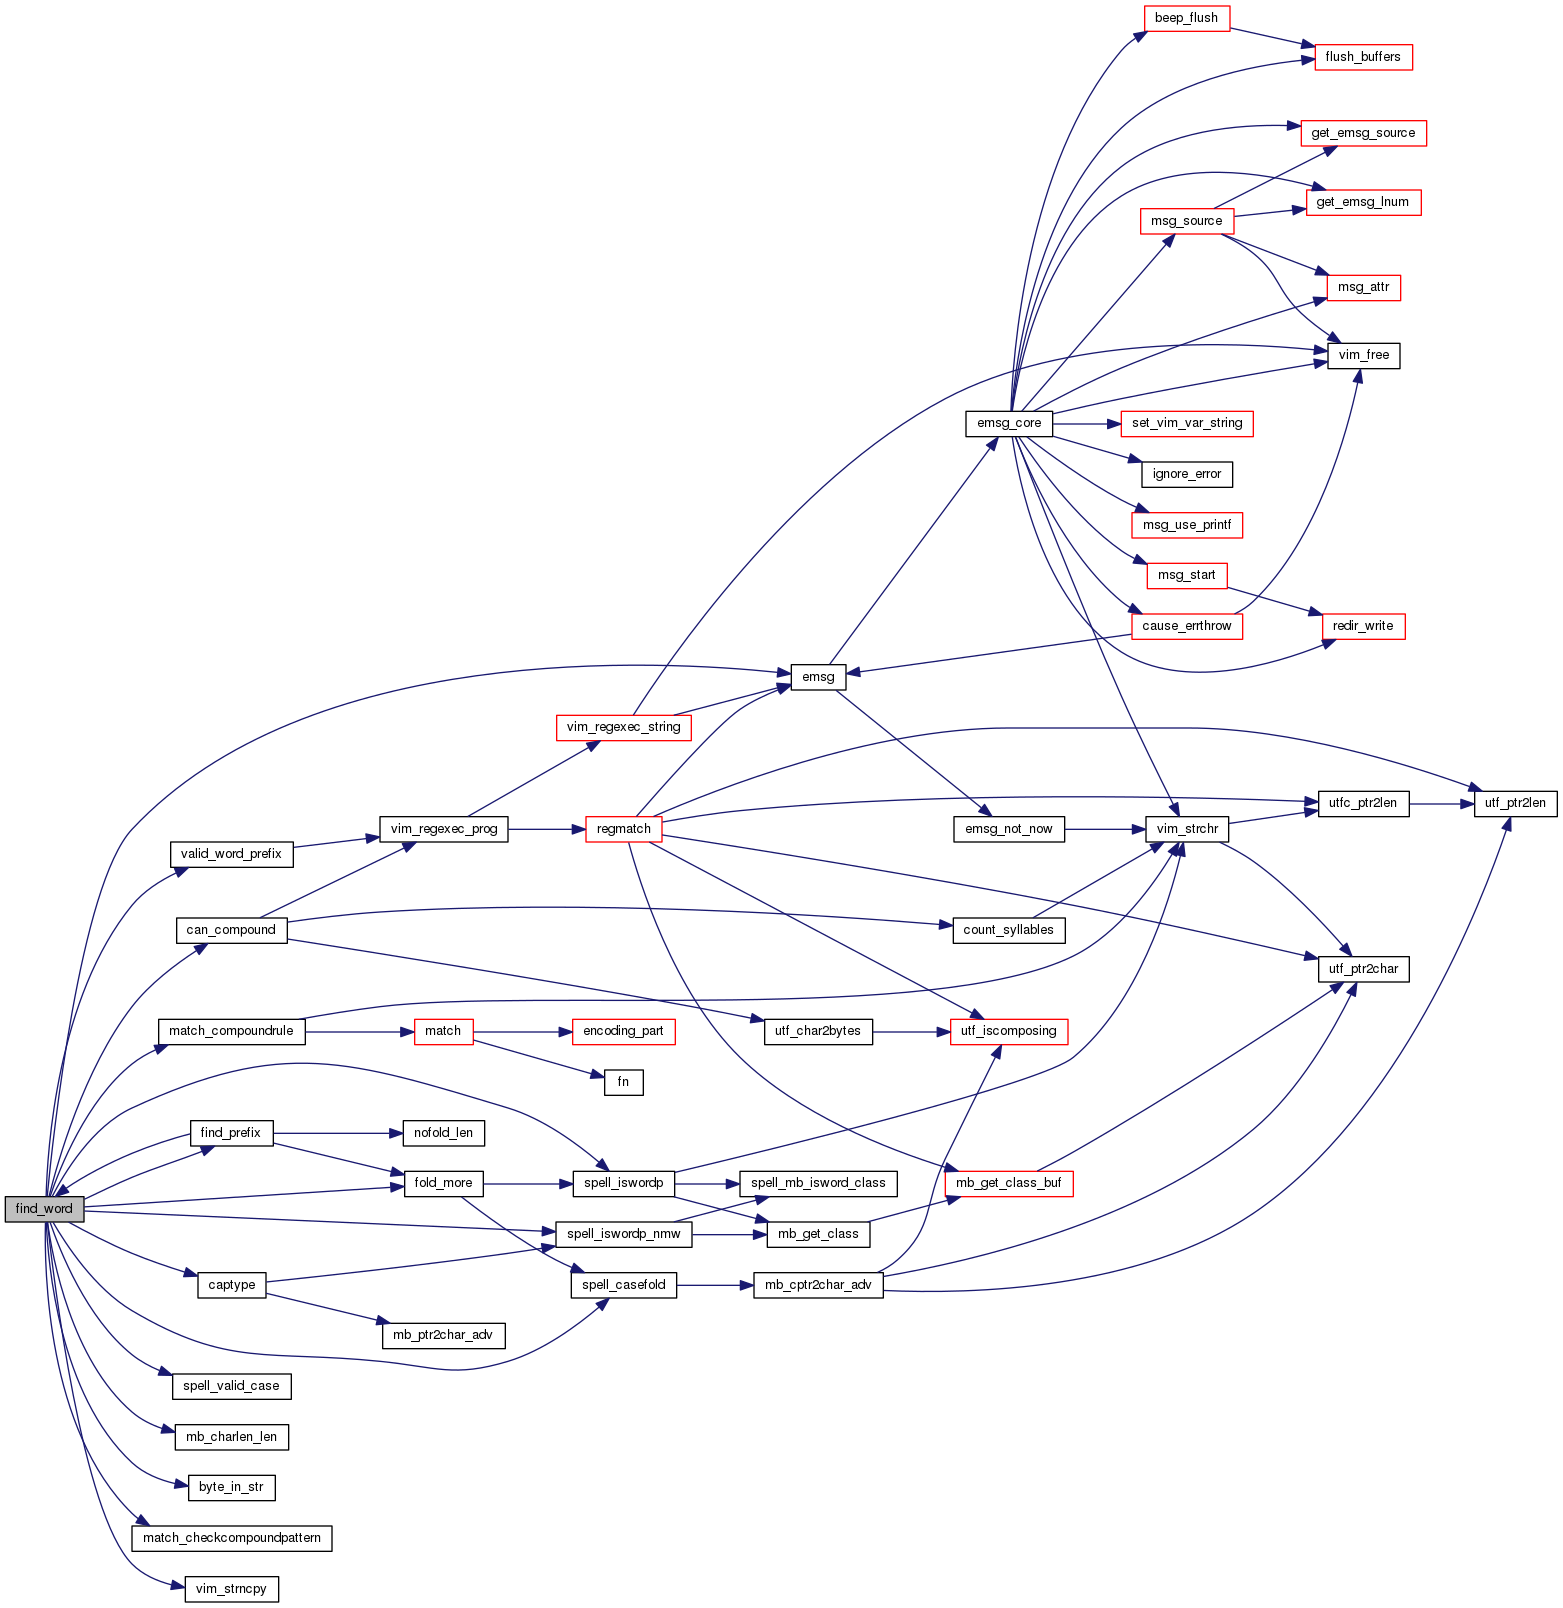 beep_flush
flush_buffers
get_emsg_source
get_emsg_lnum
msg_source
msg_attr
vim_free
emsg_core
set_vim_var_string
ignore_error
msg_use_printf
msg_start
cause_errthrow
redir_write
emsg
vim_regexec_string
utfc_ptr2len
utf_ptr2len
vim_regexec_prog
regmatch
emsg_not_now
vim_strchr
valid_word_prefix
can_compound
count_syllables
utf_ptr2char
match_compoundrule
match
encoding_part
utf_char2bytes
utf_iscomposing
fn
find_prefix
nofold_len
fold_more
spell_iswordp
spell_mb_isword_class
mb_get_class_buf
find_word
spell_iswordp_nmw
mb_get_class
captype
spell_casefold
mb_cptr2char_adv
mb_ptr2char_adv
spell_valid_case
mb_charlen_len
byte_in_str
match_checkcompoundpattern
vim_strncpy